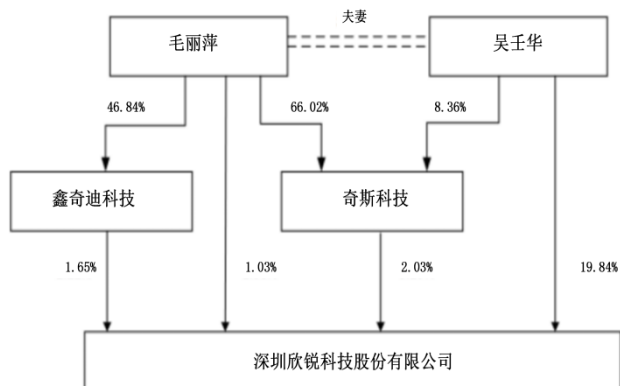 夫妻
毛丽萍
吴壬华
46.84%
66.02%
8.36%
鑫奇迪科技
奇斯科技
1.65%
1.03%
2.03%
19.84%
深圳欣锐科技股份有限公司